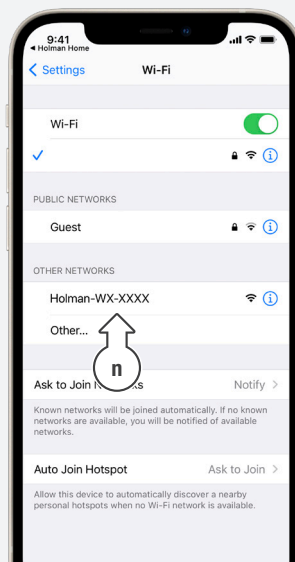 9:41
◀ Holman Home
Settings Wi-Fi
Wi-Fi
PUBLIC NETWORKS
Guest
OTHER NETWORKS
Holman-WX-XXXX
Other...
n
Ask to Join N ks Notify
Known networks will be joined automatically. If no known
networks are available, you will be notified of available
networks.
Auto Join Hotspot Ask to Join
Allow this device to automatically discover a nearby
personal hotspots when no Wi-Fi network is available.